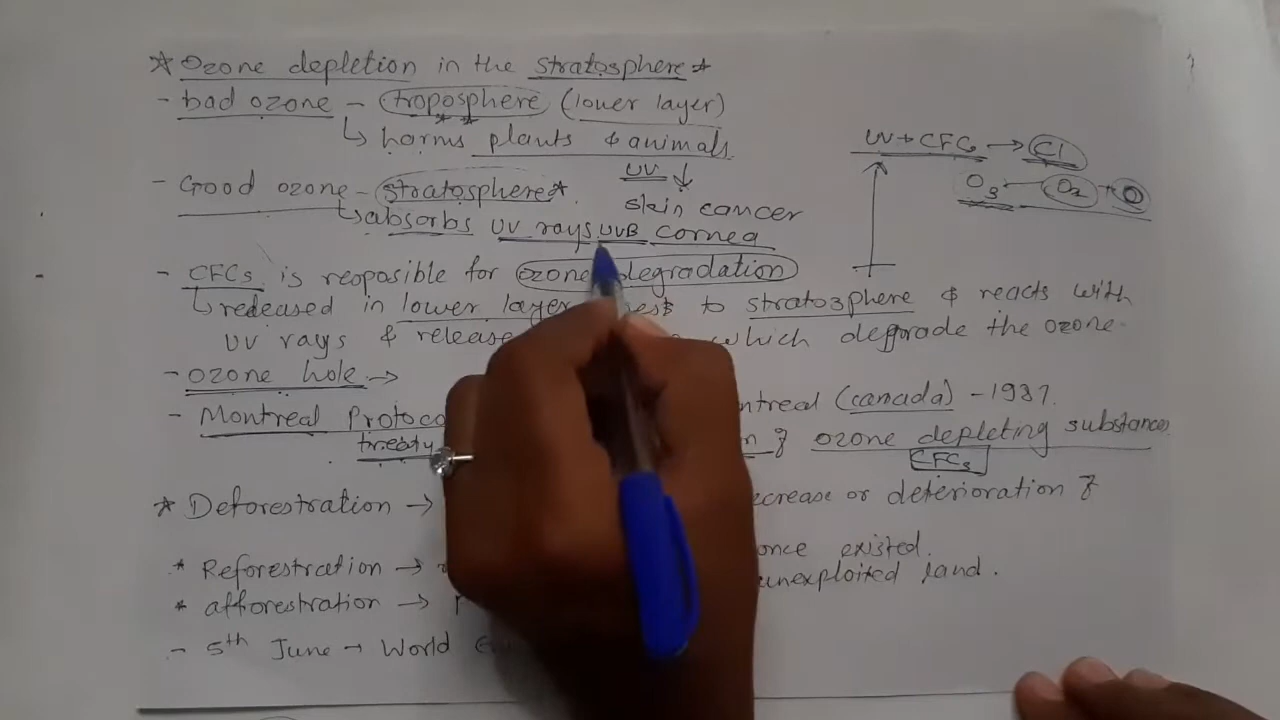 * Ozone depletion in the stratosphere *
- bad ozone - troposphere (lower layer)
↳ harms plants & animals
UV + CFCs → Cl
O3 - O2 + O
- Good ozone - stratosphere*.
UV ↓
skin cancer
↳ absorbs UV rays UVB cornea
- CFCs is reoposible for ozone degradation
↳ released in lower layer to stratosphere & reacts with
UV rays & release which degrade the ozone.
- ozone hole →
- Montreal Protoco ntreal (canada) - 1987.
treaty of ozone depleting substances
CFCs
* Deforestration → ecrease or deterioration of
* Reforestration → once existed.
* afforestration → unexploited land.
- 5th June → World